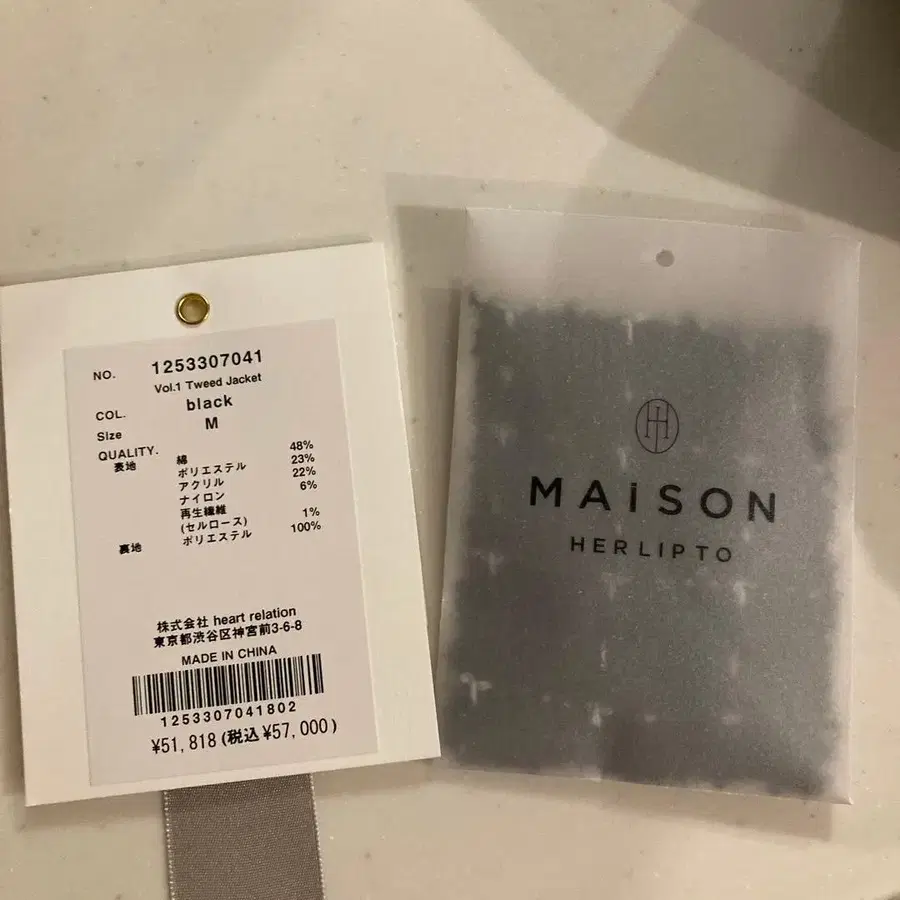 NO. 1253307041
Vol.1 Tweed Jacket
COL. black
Size M
QUALITY.
表地 綿 48%
ポリエステル 23%
アクリル 22%
ナイロン 6%
再生繊維
(セルロース) 1%
裏地 ポリエステル 100%
株式会社 heart relation
東京都渋谷区神宮前3-6-8
MADE IN CHINA
1253307041802
¥51,818(税込¥57,000)
H
MAiSON
HER LIP TO